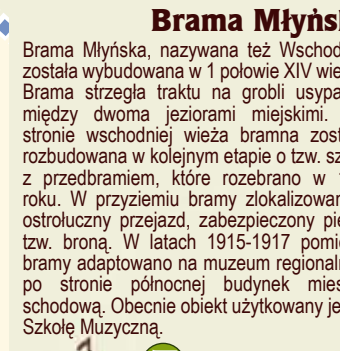 Brama Młyńsk
Brama Młyńska, nazywana też Wschod
została wybudowana w 1 połowie XIV wie
Brama strzegła traktu na grobli usypa
między dwoma jeziorami miejskimi.
stronie wschodniej wieża bramna zost
rozbudowana w kolejnym etapie o tzw. sz
z przedbramiem, które rozebrano w
roku. W przyziemiu bramy zlokalizowan
ostrołuczny przejazd, zabezpieczony pie
tzw. broną. W latach 1915-1917 pomie
bramy adaptowano na muzeum regionaln
po stronie północnej budynek mies
schodową. Obecnie obiekt użytkowany je
Szkołę Muzyczną.